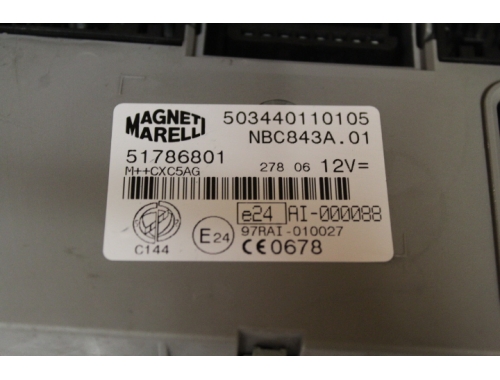 MAGNETI 503440110105
MARELLI NBC843A.01
51786801
M++CXC5AG 278 06 12V=
e24 AI-000088
E24 97RAI-010027
C144 CE0678